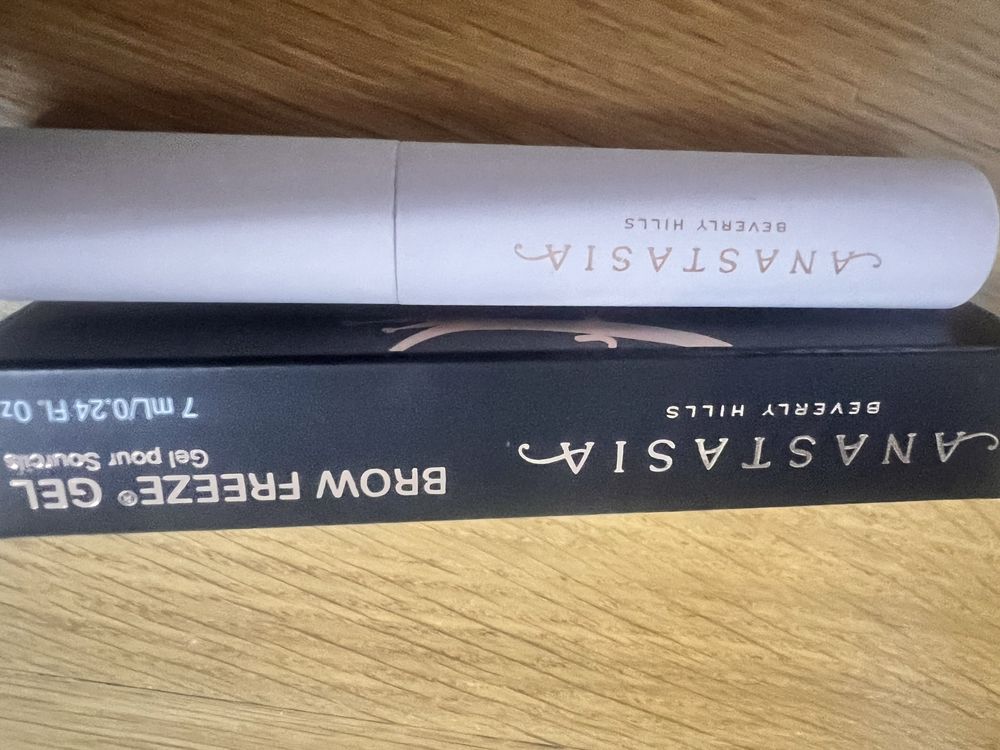 ANASTASIA
BEVERLY HILLS
ANASTASIA
BEVERLY HILLS
BROW FREEZE® GEL
Gel pour Sourcils
7 mL/0.24 Fl. Oz